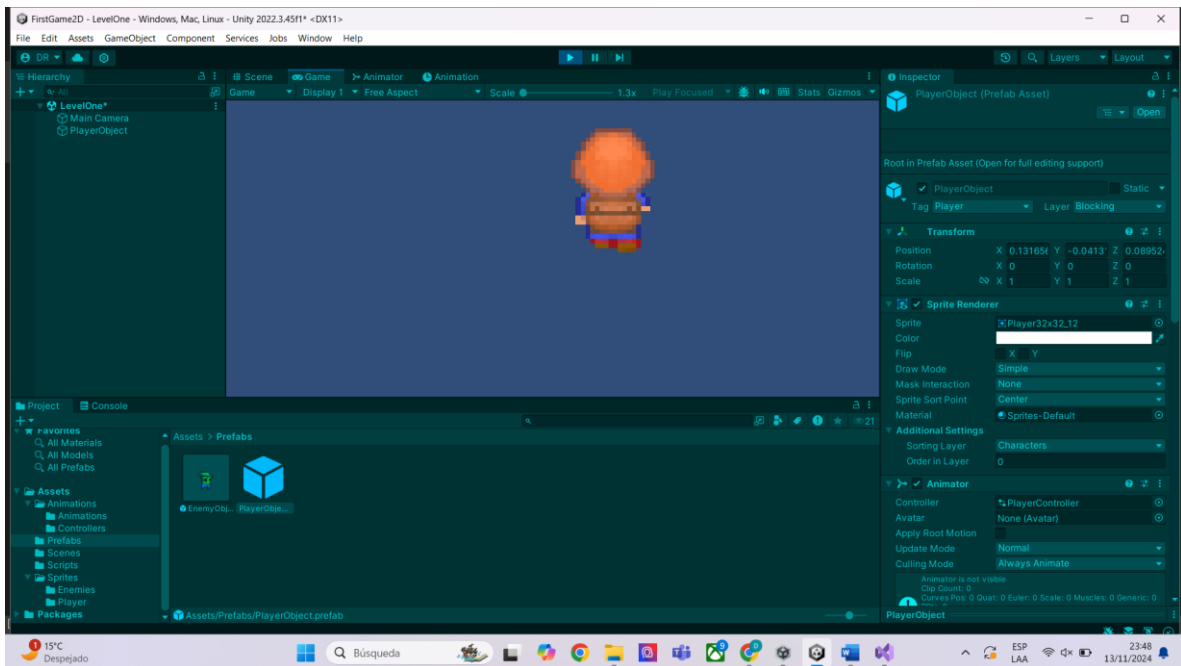 FirstGame2D - LevelOne - Windows, Mac, Linux - Unity 2022.3.45f1* <DX11>
File Edit Assets GameObject Component Services Jobs Window Help
DR Layers Layout
Hierarchy Scene Game Animator Animation Inspector
All Game Display 1 Free Aspect Scale 1.3x Play Focused Stats Gizmos
LevelOne*
Main Camera
PlayerObject
PlayerObject (Prefab Asset)
Open
Root in Prefab Asset (Open for full editing support)
PlayerObject Static
Tag Player Layer Blocking
Transform
Position X 0.131656 Y -0.0413 Z 0.08952
Rotation X 0 Y 0 Z 0
Scale X 1 Y 1 Z 1
Sprite Renderer
Sprite Player32x32_12
Color
Flip X Y
Draw Mode Simple
Mask Interaction None
Sprite Sort Point Center
Material Sprites-Default
Additional Settings
Sorting Layer Characters
Order in Layer 0
Animator
Controller PlayerController
Avatar None (Avatar)
Apply Root Motion
Update Mode Normal
Culling Mode Always Animate
Animator is not visible
Clip Count: 0
Curves Pos: 0 Quat: 0 Euler: 0 Scale: 0 Muscles: 0 Generic: 0
PlayerObject
Project Console
21
Favorites
All Materials
All Models
All Prefabs
Assets
Animations
Animations
Controllers
Prefabs
Scenes
Scripts
Sprites
Enemies
Player
Packages
Assets > Prefabs
EnemyObj... PlayerObje...
Assets/Prefabs/PlayerObject.prefab
1 15°C
Despejado
Búsqueda
9
ESP
LAA
23:48
13/11/2024